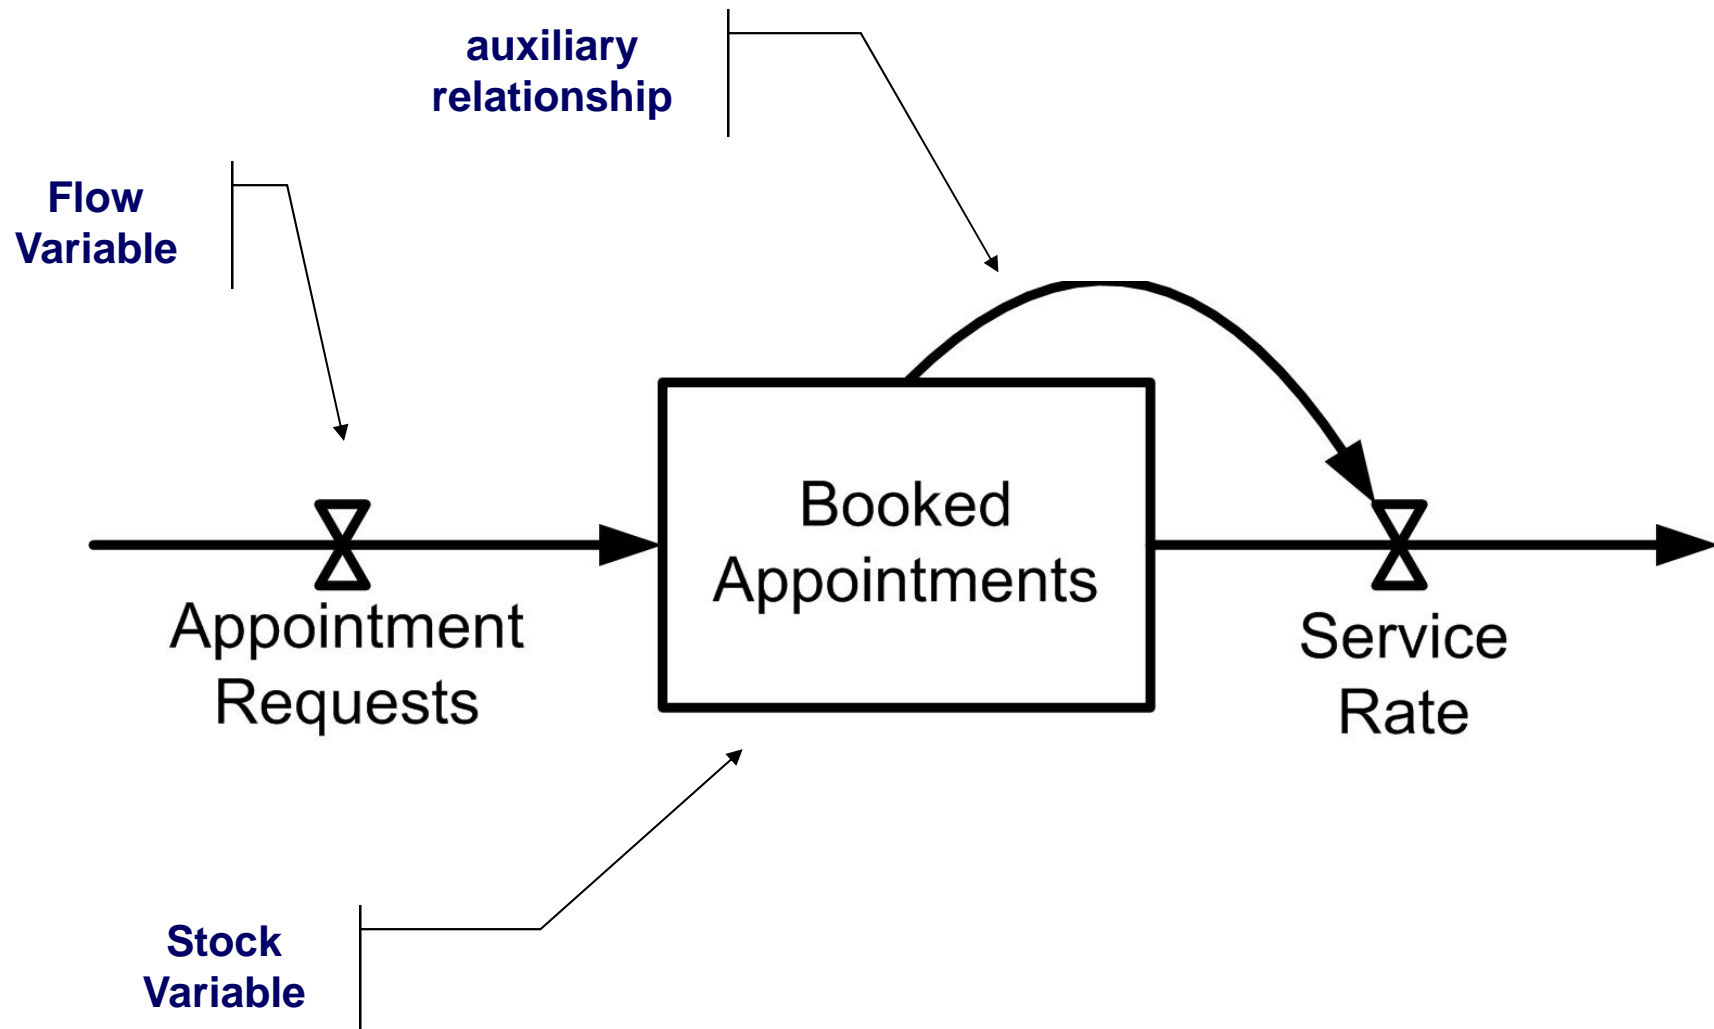 auxiliary
relationship
Flow
Variable
Booked
Appointments
Appointment
Requests
Service
Rate
Stock
Variable